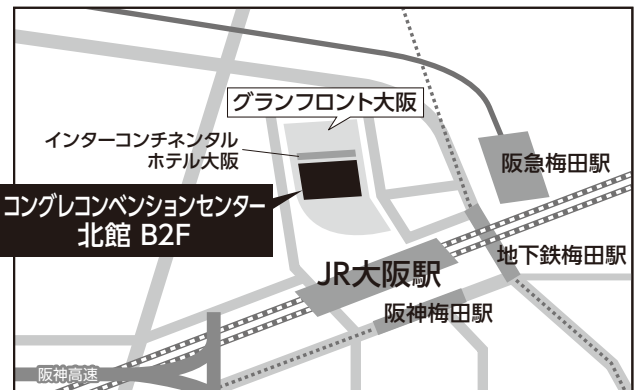 グランフロント大阪
インターコンチネンタル
ホテル大阪
阪急梅田駅
コングレコンベンションセンター
北館 B2F
地下鉄梅田駅
JR大阪駅
阪神梅田駅
阪神高速